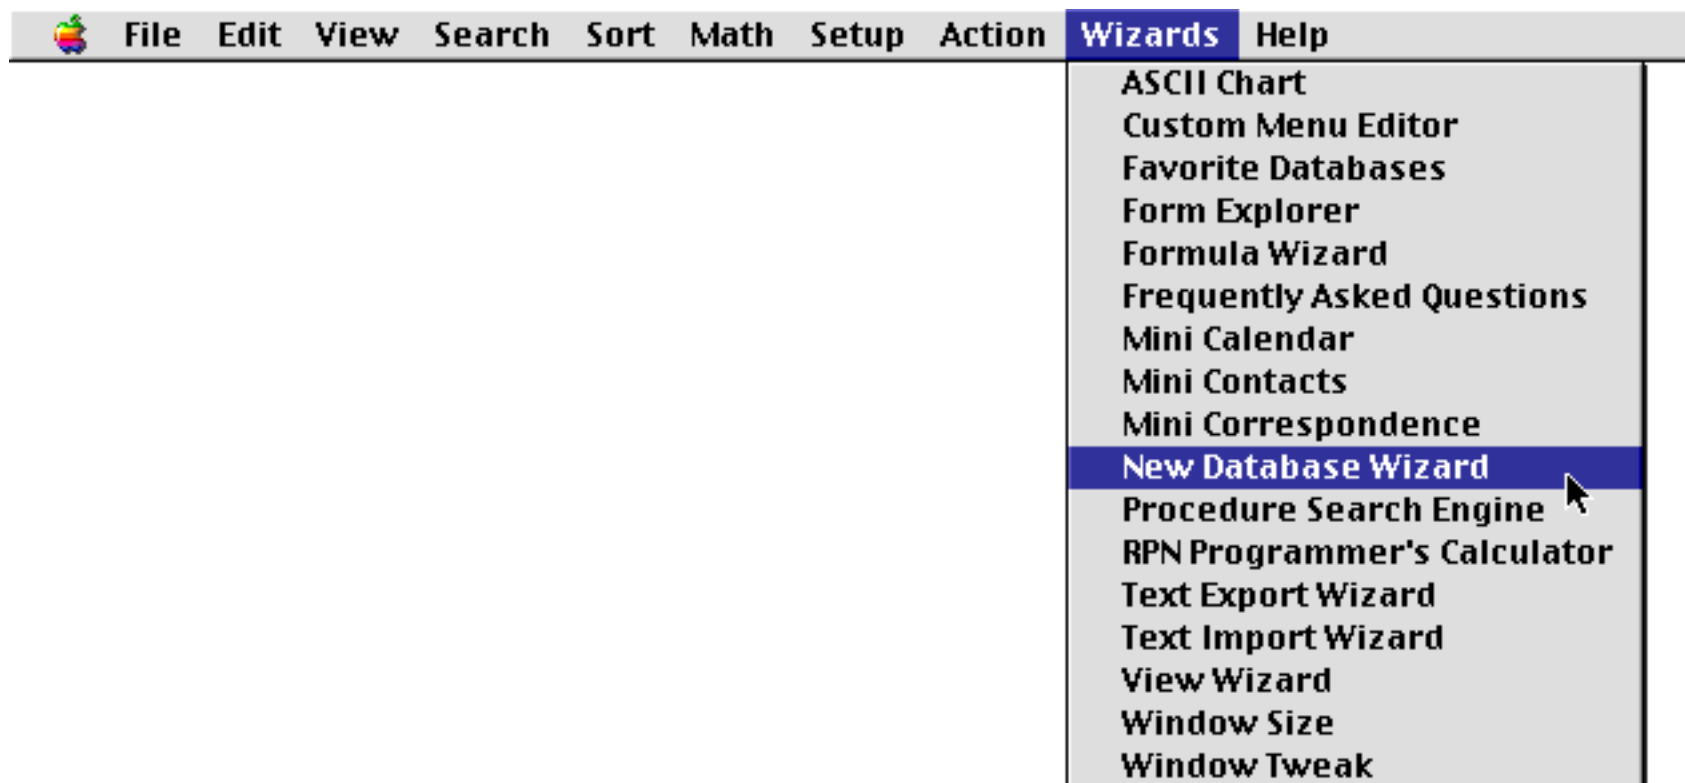 File Edit View Search Sort Math Setup Action Wizards Help
ASCII Chart
Custom Menu Editor
Favorite Databases
Form Explorer
Formula Wizard
Frequently Asked Questions
Mini Calendar
Mini Contacts
Mini Correspondence
New Database Wizard
Procedure Search Engine
RPN Programmer's Calculator
Text Export Wizard
Text Import Wizard
View Wizard
Window Size
Window Tweak